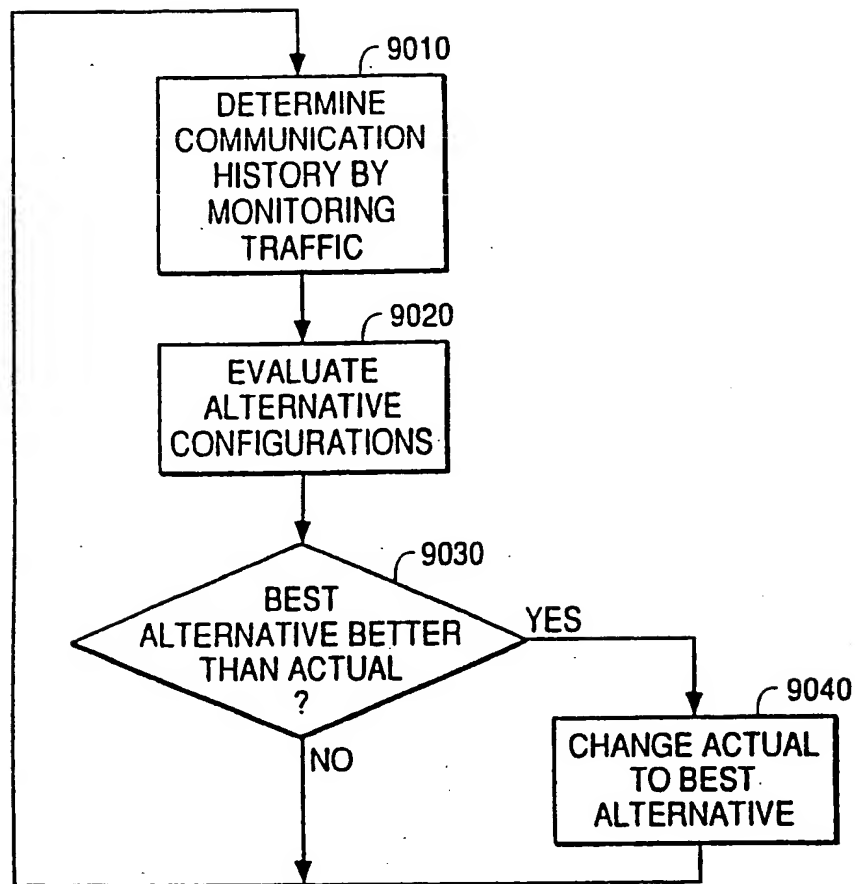 9010
DETERMINE
COMMUNICATION
HISTORY BY
MONITORING
TRAFFIC
9020
EVALUATE
ALTERNATIVE
CONFIGURATIONS
9030
BEST
ALTERNATIVE BETTER
THAN ACTUAL
?
YES
NO
9040
CHANGE ACTUAL
TO BEST
ALTERNATIVE